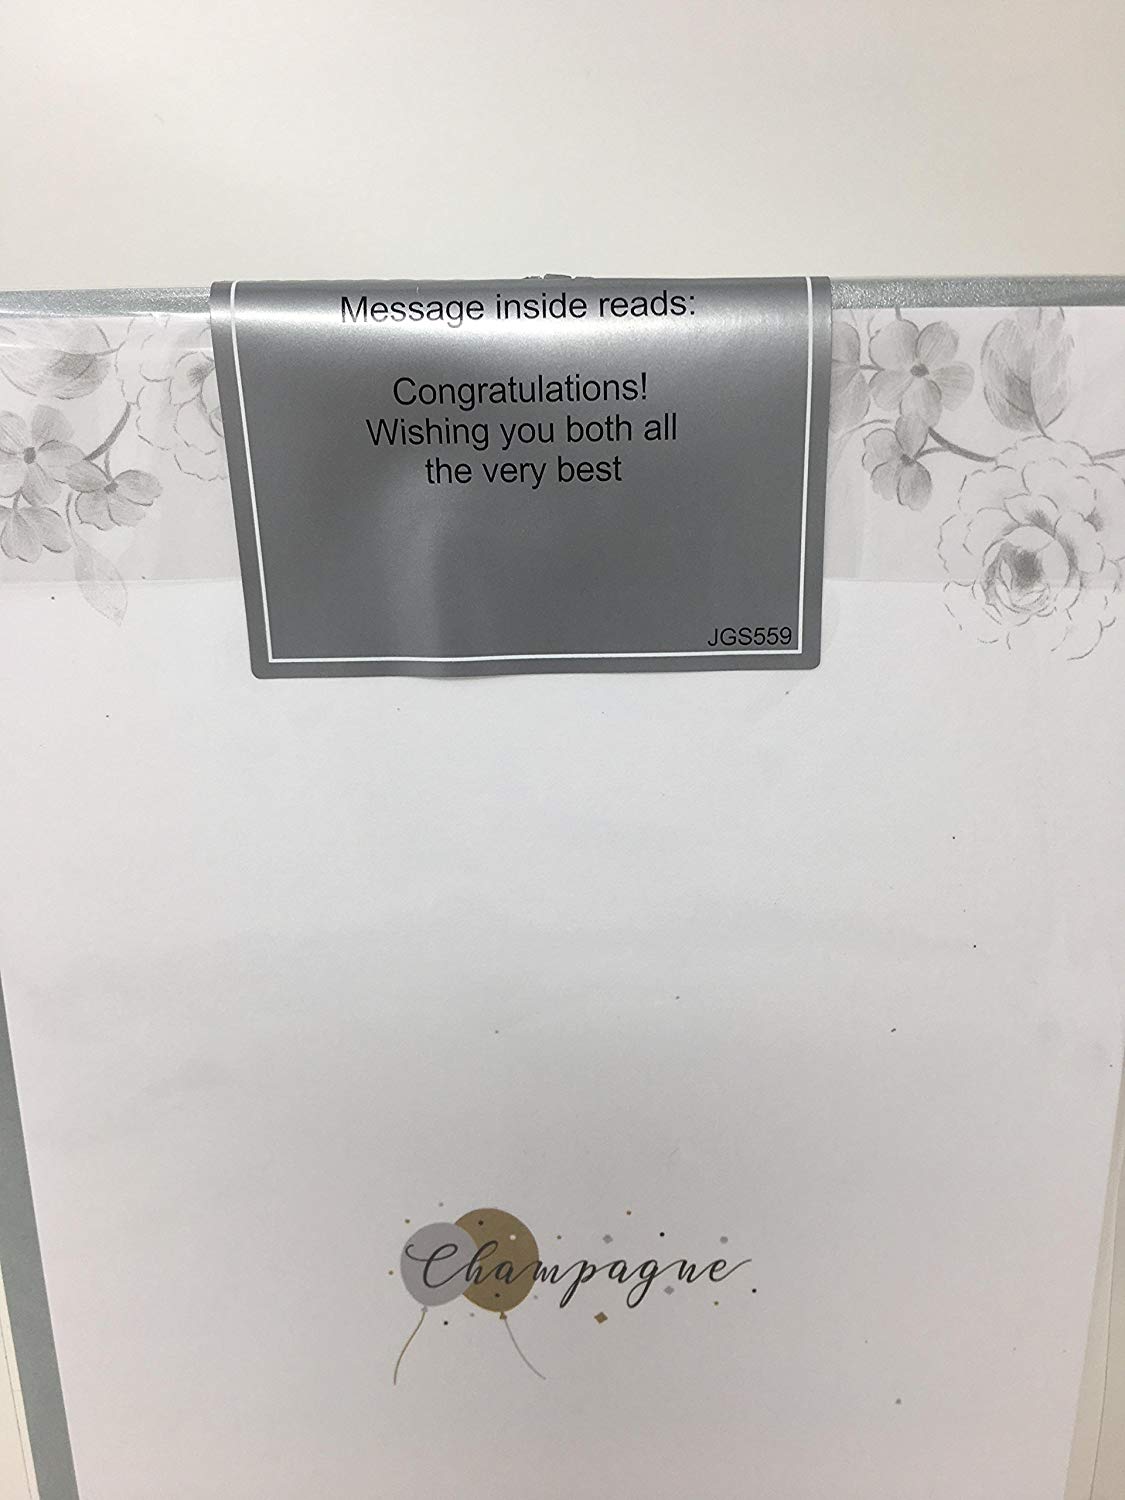 Message inside reads:
Congratulations!
Wishing you both all
the very best
JGS559
Champagne